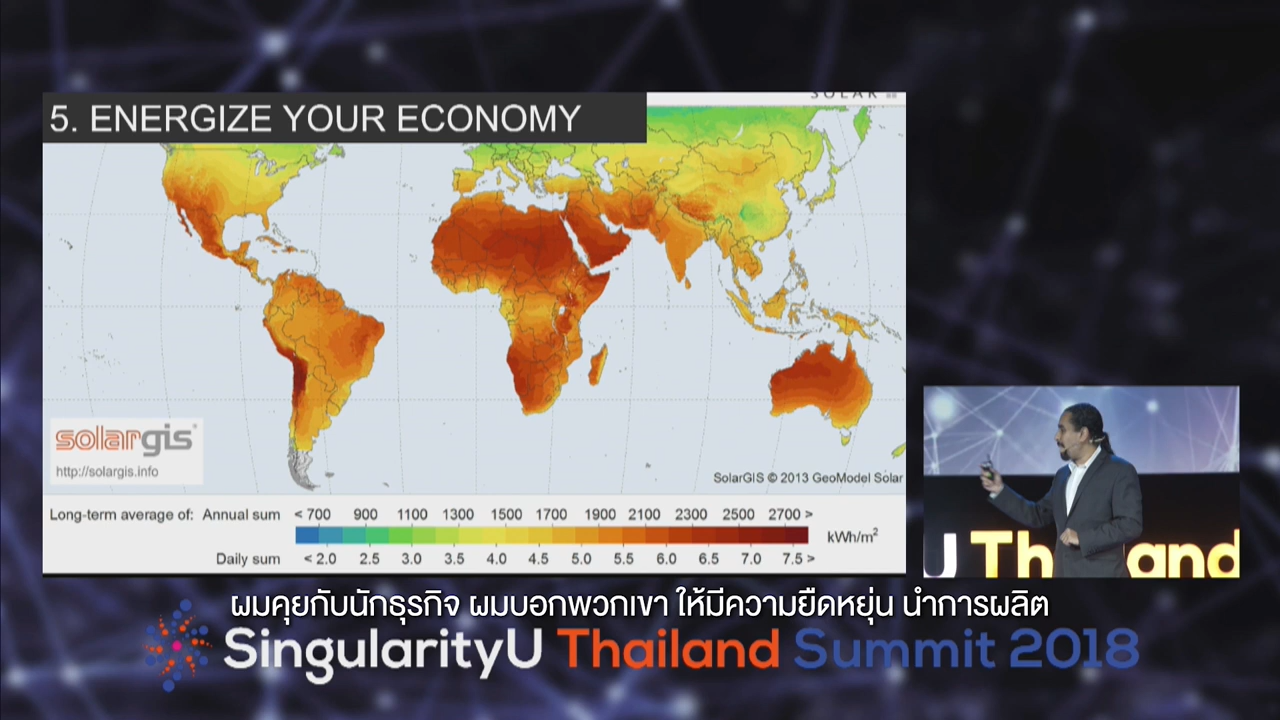 5. ENERGIZE YOUR ECONOMY
SOLAR
solargis
http://solargis.info
SolarGIS © 2013 GeoModel Solar
Long-term average of: Annual sum < 700 900 1100 1300 1500 1700 1900 2100 2300 2500 2700 >
kWh/m²
Daily sum < 2.0 2.5 3.0 3.5 4.0 4.5 5.0 5.5 6.0 6.5 7.0 7.5 >
U Th and
ผมคุยกับนักธุรกิจ ผมบอกพวกเขา ให้มีความยืดหยุ่น นำการผลิต
SingularityU Thailand Summit 2018